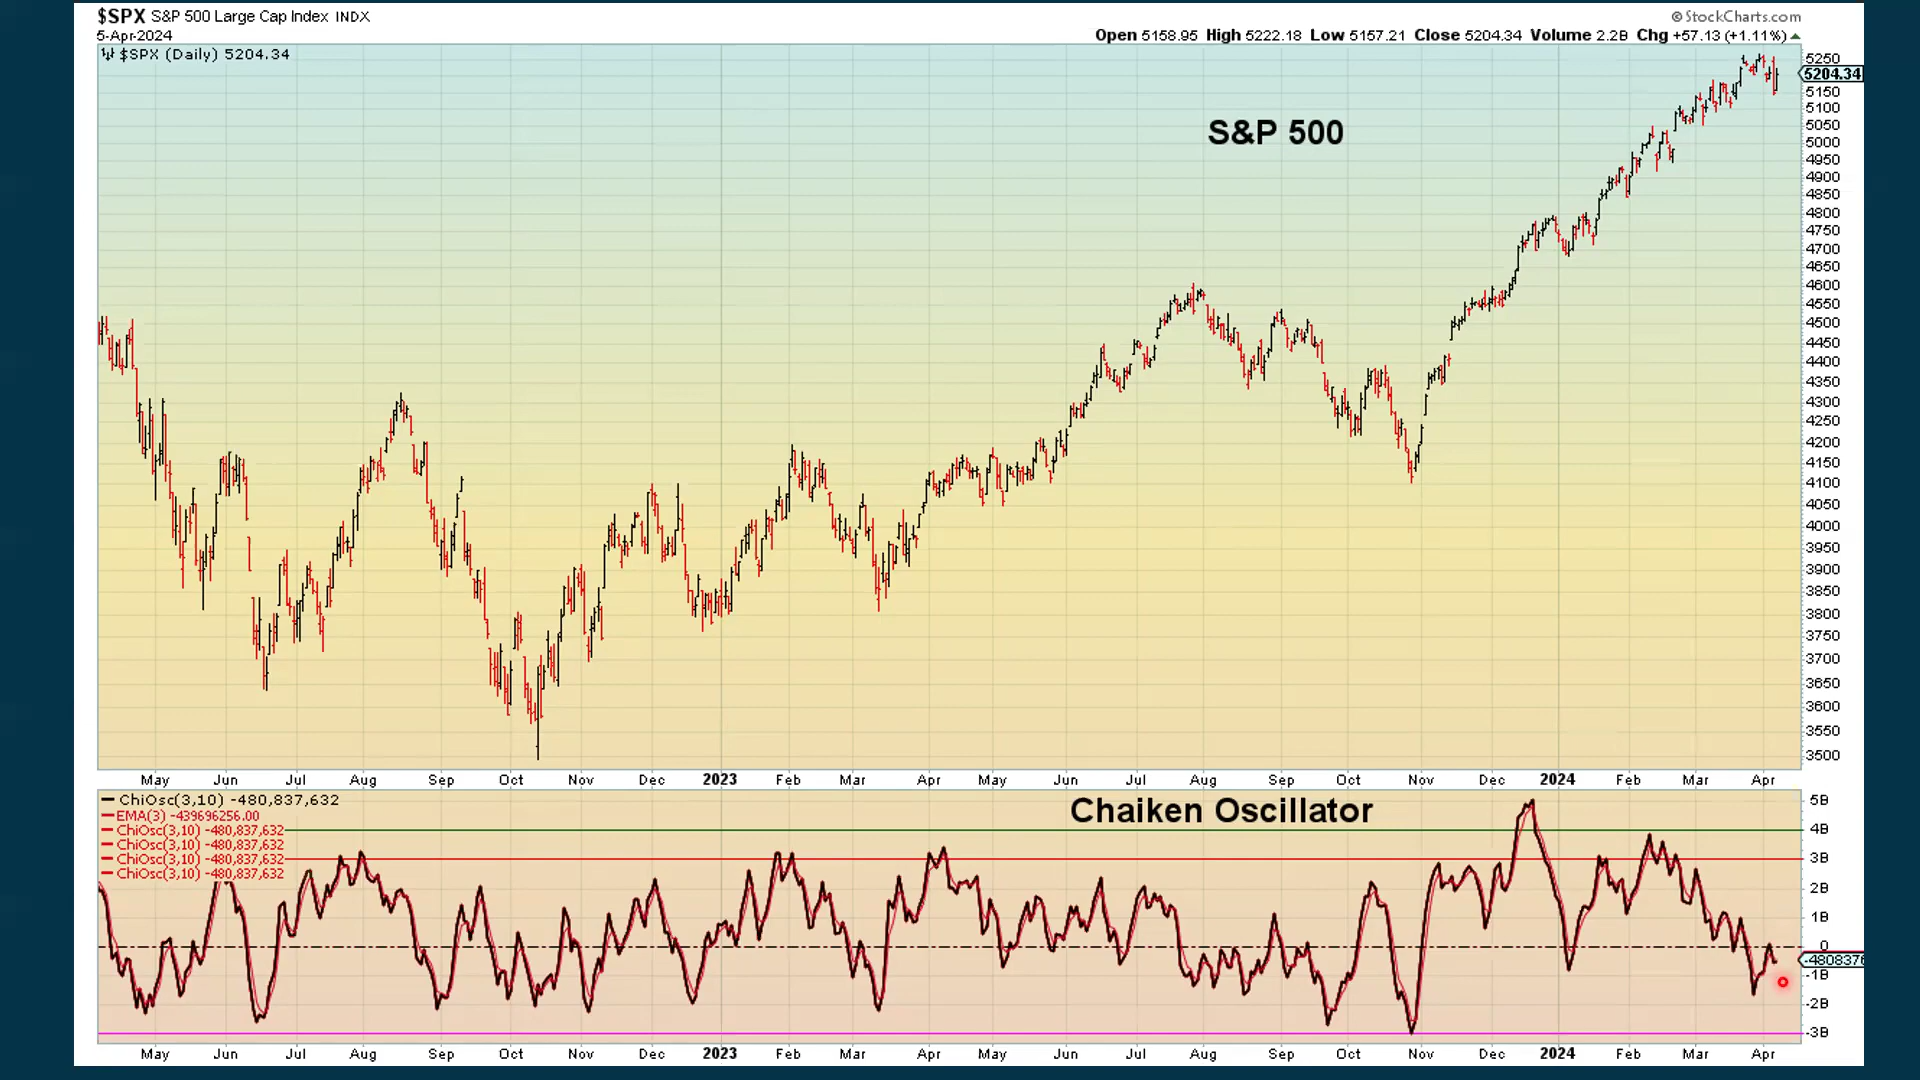 $SPX S&P 500 Large Cap Index INDX
© StockCharts.com
5-Apr-2024
Open 5158.95 High 5222.18 Low 5157.21 Close 5204.34 Volume 2.2B Chg +57.13 (+1.11%)
$SPX (Daily) 5204.34
S&P 500
5250
5204.34
5150
5100
5050
5000
4950
4900
4850
4800
4750
4700
4650
4600
4550
4500
4450
4400
4350
4300
4250
4200
4150
4100
4050
4000
3950
3900
3850
3800
3750
3700
3650
3600
3550
3500
May Jun Jul Aug Sep Oct Nov Dec 2023 Feb Mar Apr May Jun Jul Aug Sep Oct Nov Dec 2024 Feb Mar Apr
ChiOsc(3,10) -480,837,632
EMA(3) -439696256.00
ChiOsc(3,10) -480,837,632
ChiOsc(3,10) -480,837,632
ChiOsc(3,10) -480,837,632
ChiOsc(3,10) -480,837,632
Chaiken Oscillator
5B
4B
3B
2B
1B
0
-4808376
-1B
-2B
-3B
May Jun Jul Aug Sep Oct Nov Dec 2023 Feb Mar Apr May Jun Jul Aug Sep Oct Nov Dec 2024 Feb Mar Apr